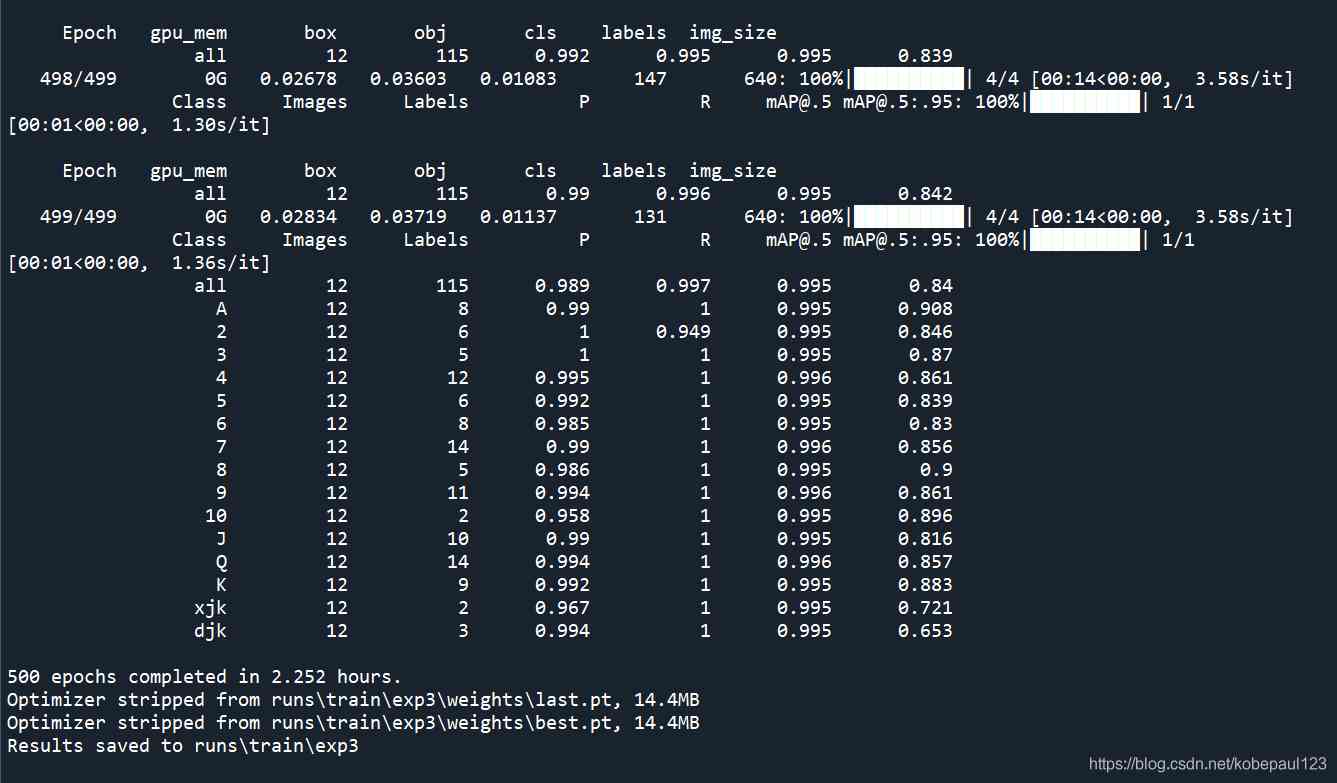 Epoch gpu_mem box obj cls labels img_size
all 12 115 0.992 0.995 0.995 0.839
498/499 0G 0.02678 0.03603 0.01083 147 640: 100%|██████████| 4/4 [00:14<00:00, 3.58s/it]
Class Images Labels P R mAP@.5 mAP@.5:.95: 100%|██████████| 1/1
[00:01<00:00, 1.30s/it]
Epoch gpu_mem box obj cls labels img_size
all 12 115 0.99 0.996 0.995 0.842
499/499 0G 0.02834 0.03719 0.01137 131 640: 100%|██████████| 4/4 [00:14<00:00, 3.58s/it]
Class Images Labels P R mAP@.5 mAP@.5:.95: 100%|██████████| 1/1
[00:01<00:00, 1.36s/it]
all 12 115 0.989 0.997 0.995 0.84
A 12 8 0.99 1 0.995 0.908
2 12 6 1 0.949 0.995 0.846
3 12 5 1 1 0.995 0.87
4 12 12 0.995 1 0.996 0.861
5 12 6 0.992 1 0.995 0.839
6 12 8 0.985 1 0.995 0.83
7 12 14 0.99 1 0.996 0.856
8 12 5 0.986 1 0.995 0.9
9 12 11 0.994 1 0.996 0.861
10 12 2 0.958 1 0.995 0.896
J 12 10 0.99 1 0.995 0.816
Q 12 14 0.994 1 0.996 0.857
K 12 9 0.992 1 0.995 0.883
xjk 12 2 0.967 1 0.995 0.721
djk 12 3 0.994 1 0.995 0.653
500 epochs completed in 2.252 hours.
Optimizer stripped from runs\train\exp3\weights\last.pt, 14.4MB
Optimizer stripped from runs\train\exp3\weights\best.pt, 14.4MB
Results saved to runs\train\exp3
https://blog.csdn.net/kobepaul123